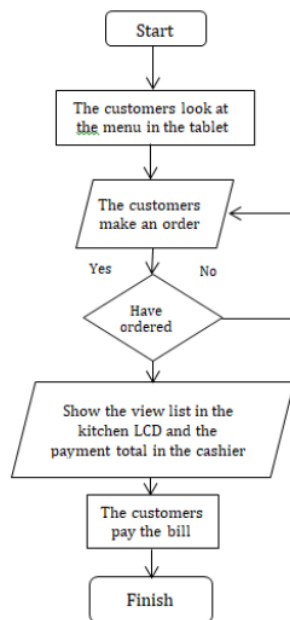 Start
The customers look at
the menu in the tablet
The customers
make an order
Yes No
Have
ordered
Show the view list in the
kitchen LCD and the
payment total in the cashier
The customers
pay the bill
Finish